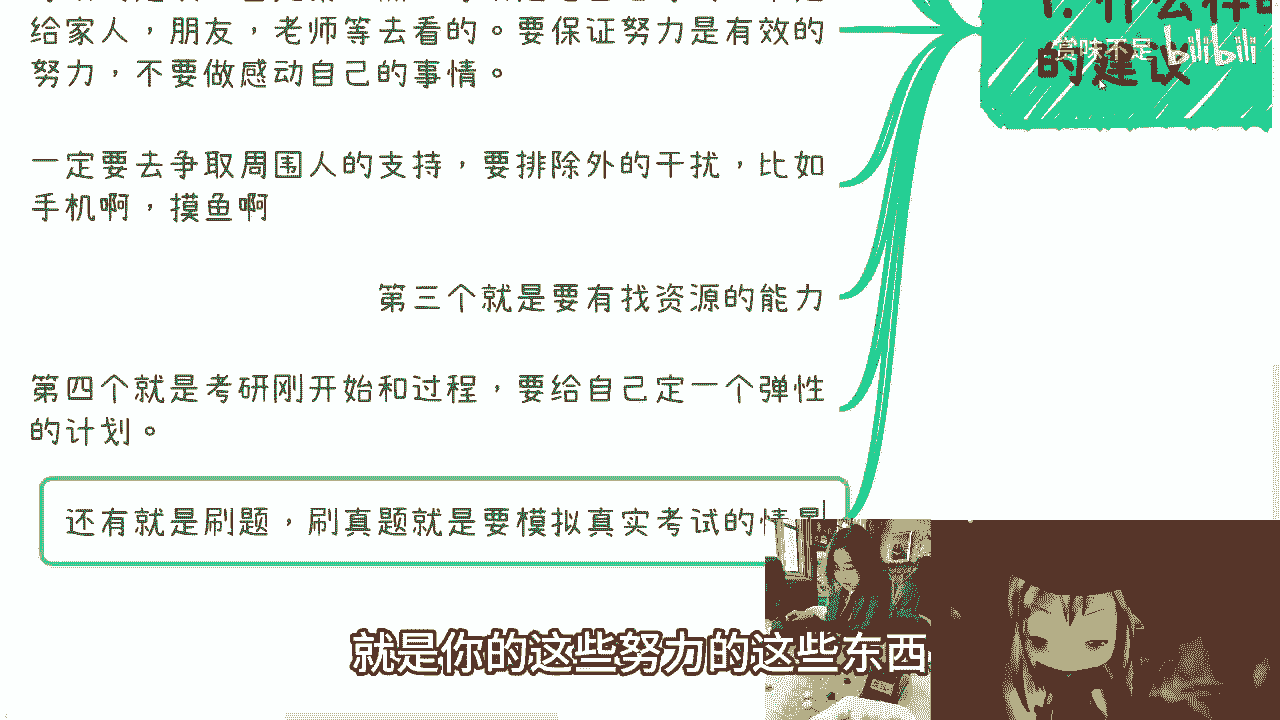 给家人，朋友，老师等去看的。要保证努力是有效的
努力，不要做感动自己的事情。
一定要去争取周围人的支持，要排除外的干扰，比如
手机啊，摸鱼啊
第三个就是要有找资源的能力
第四个就是考研刚开始和过程，要给自己定一个弹性
的计划。
还有就是刷题，刷真题就是要模拟真实考试的情景
1. 什么样的
的建议
赏味不足 bilibili
就是你的这些努力的这些东西